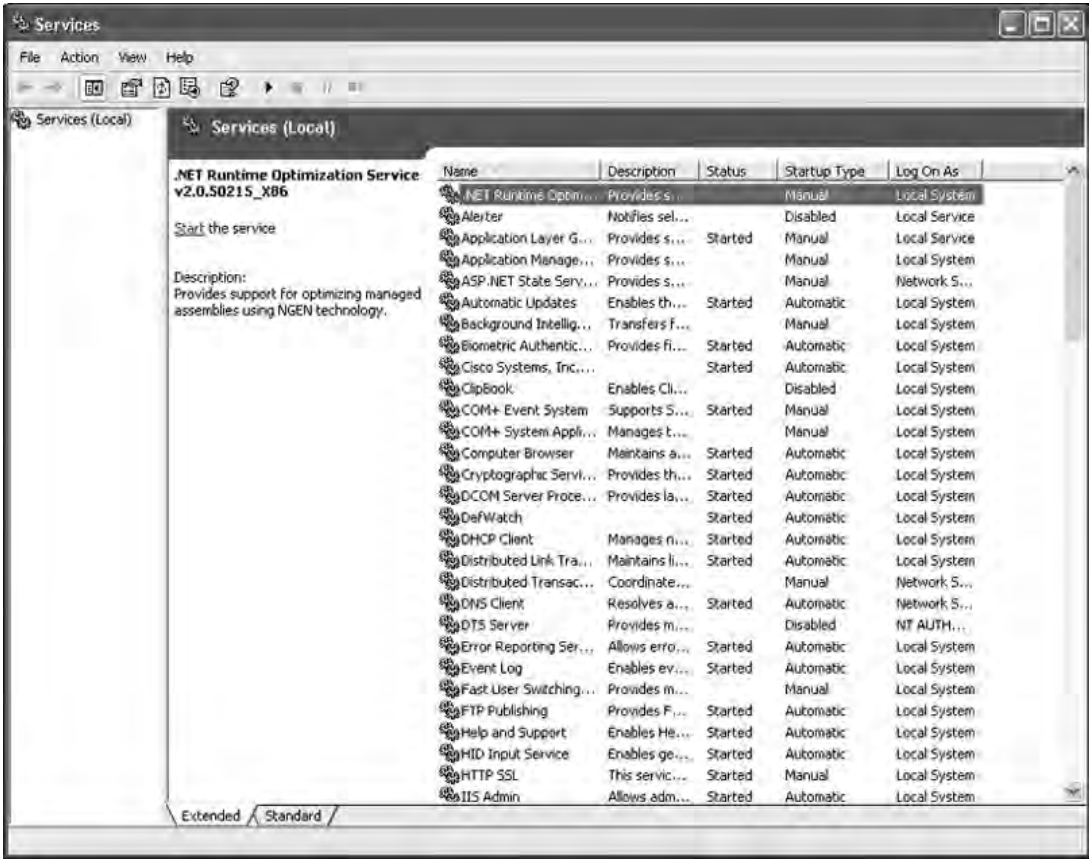 Services
File Action View Help
Services (Local)
Services (Local)
.NET Runtime Optimization Service
v2.0.50215_X86
Start the service
Description:
Provides support for optimizing managed
assemblies using NGEN technology.
Name Description Status Startup Type Log On As
.NET Runtime Optim... Provides s... Manual Local System
Alerter Notifies sel... Disabled Local Service
Application Layer G... Provides s... Started Manual Local Service
Application Manage... Provides s... Manual Local System
ASP.NET State Serv... Provides s... Manual Network S...
Automatic Updates Enables th... Started Automatic Local System
Background Intellig... Transfers f... Manual Local System
Biometric Authentic... Provides fi... Started Automatic Local System
Cisco Systems, Inc.... Started Automatic Local System
ClipBook Enables Cli... Disabled Local System
COM+ Event System Supports S... Started Manual Local System
COM+ System Appli... Manages t... Manual Local System
Computer Browser Maintains a... Started Automatic Local System
Cryptographic Servi... Provides th... Started Automatic Local System
DCOM Server Proce... Provides la... Started Automatic Local System
DefWatch Started Automatic Local System
DHCP Client Manages n... Started Automatic Local System
Distributed Link Tra... Maintains li... Started Automatic Local System
Distributed Transac... Coordinate... Manual Network S...
DNS Client Resolves a... Started Automatic Network S...
DTS Server Provides m... Disabled NT AUTH...
Error Reporting Ser... Allows erro... Started Automatic Local System
Event Log Enables ev... Started Automatic Local System
Fast User Switching... Provides m... Manual Local System
FTP Publishing Provides F... Started Automatic Local System
Help and Support Enables He... Started Automatic Local System
HID Input Service Enables ge... Started Automatic Local System
HTTP SSL This servic... Started Manual Local System
IIS Admin Allows adm... Started Automatic Local System
Extended Standard